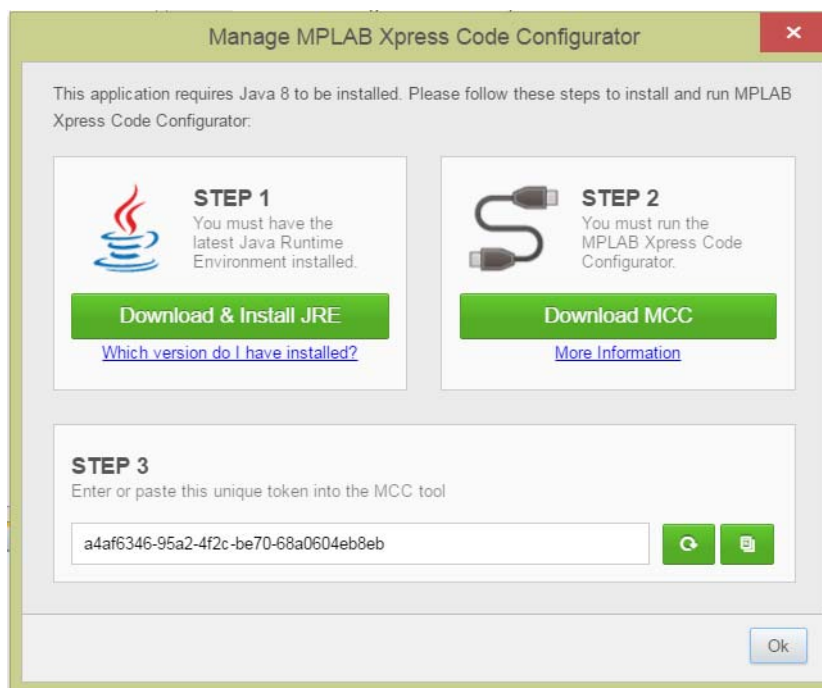 Manage MPLAB Xpress Code Configurator
This application requires Java 8 to be installed. Please follow these steps to install and run MPLAB
Xpress Code Configurator:
STEP 1
You must have the
latest Java Runtime
Environment installed.
Download & Install JRE
Which version do I have installed?
STEP 2
You must run the
MPLAB Xpress Code
Configurator.
Download MCC
More Information
STEP 3
Enter or paste this unique token into the MCC tool
a4af6346-95a2-4f2c-be70-68a0604eb8eb
Ok